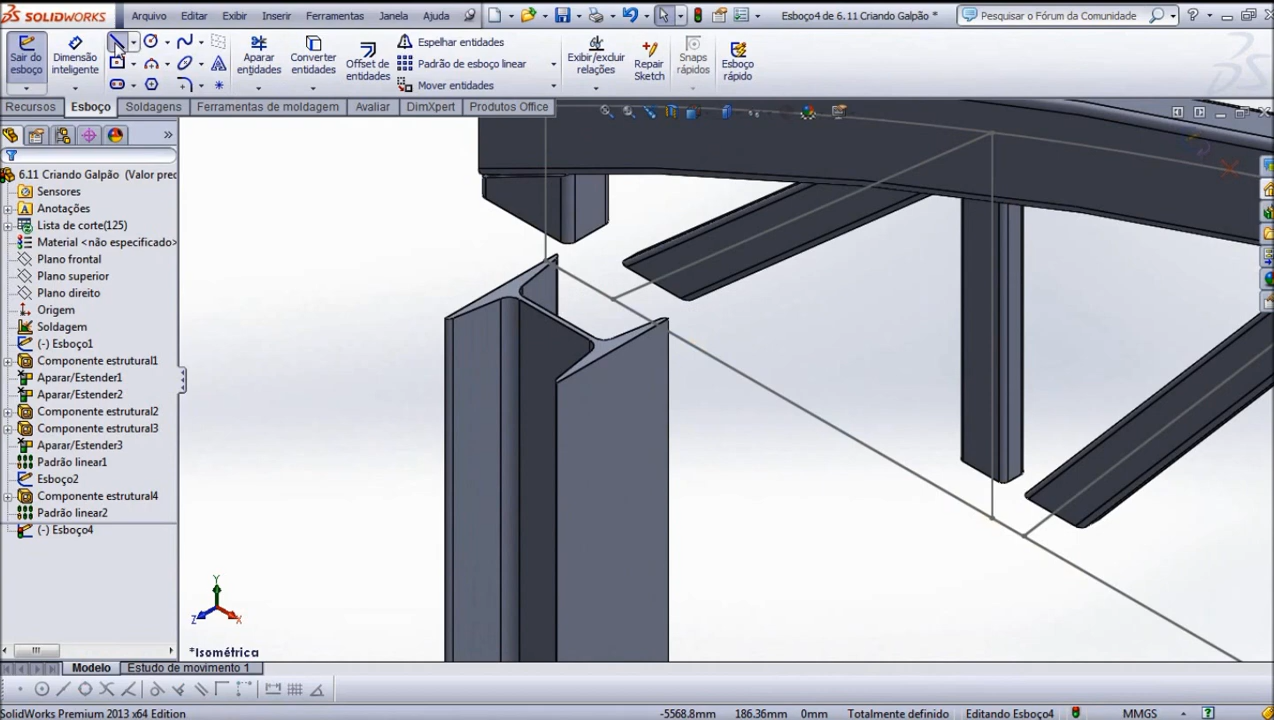 SOLIDWORKS Arquivo Editar Exibir Inserir Ferramentas Janela Ajuda Esboço4 de 6.11 Criando Galpão * Pesquisar o Fórum da Comunidade
Sair do esboço
Dimensão inteligente
Aparar entidades
Converter entidades
Offset de entidades
Espelhar entidades
Padrão de esboço linear
Mover entidades
Exibir/excluir relações
Repair Sketch
Snaps rápidos
Esboço rápido
Recursos Esboço Soldagens Ferramentas de moldagem Avaliar DimXpert Produtos Office
6.11 Criando Galpão (Valor prec
Sensores
Anotações
Lista de corte(125)
Material <não especificado>
Plano frontal
Plano superior
Plano direito
Origem
Soldagem
(-) Esboço1
Componente estrutural1
Aparar/Estender1
Aparar/Estender2
Componente estrutural2
Componente estrutural3
Aparar/Estender3
Padrão linear1
Esboço2
Componente estrutural4
Padrão linear2
(-) Esboço4
Y
Z X
*Isométrica
Modelo Estudo de movimento 1
SolidWorks Premium 2013 x64 Edition -5568.8mm 186.36mm 0mm Totalmente definido Editando Esboço4 MMGS